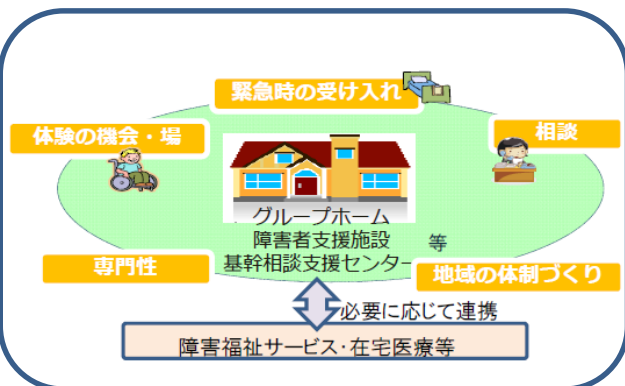 緊急時の受け入れ
体験の機会・場
相談
グループホーム
障害者支援施設
等
基幹相談支援センター
専門性
地域の体制づくり
必要に応じて連携
障害福祉サービス･在宅医療等